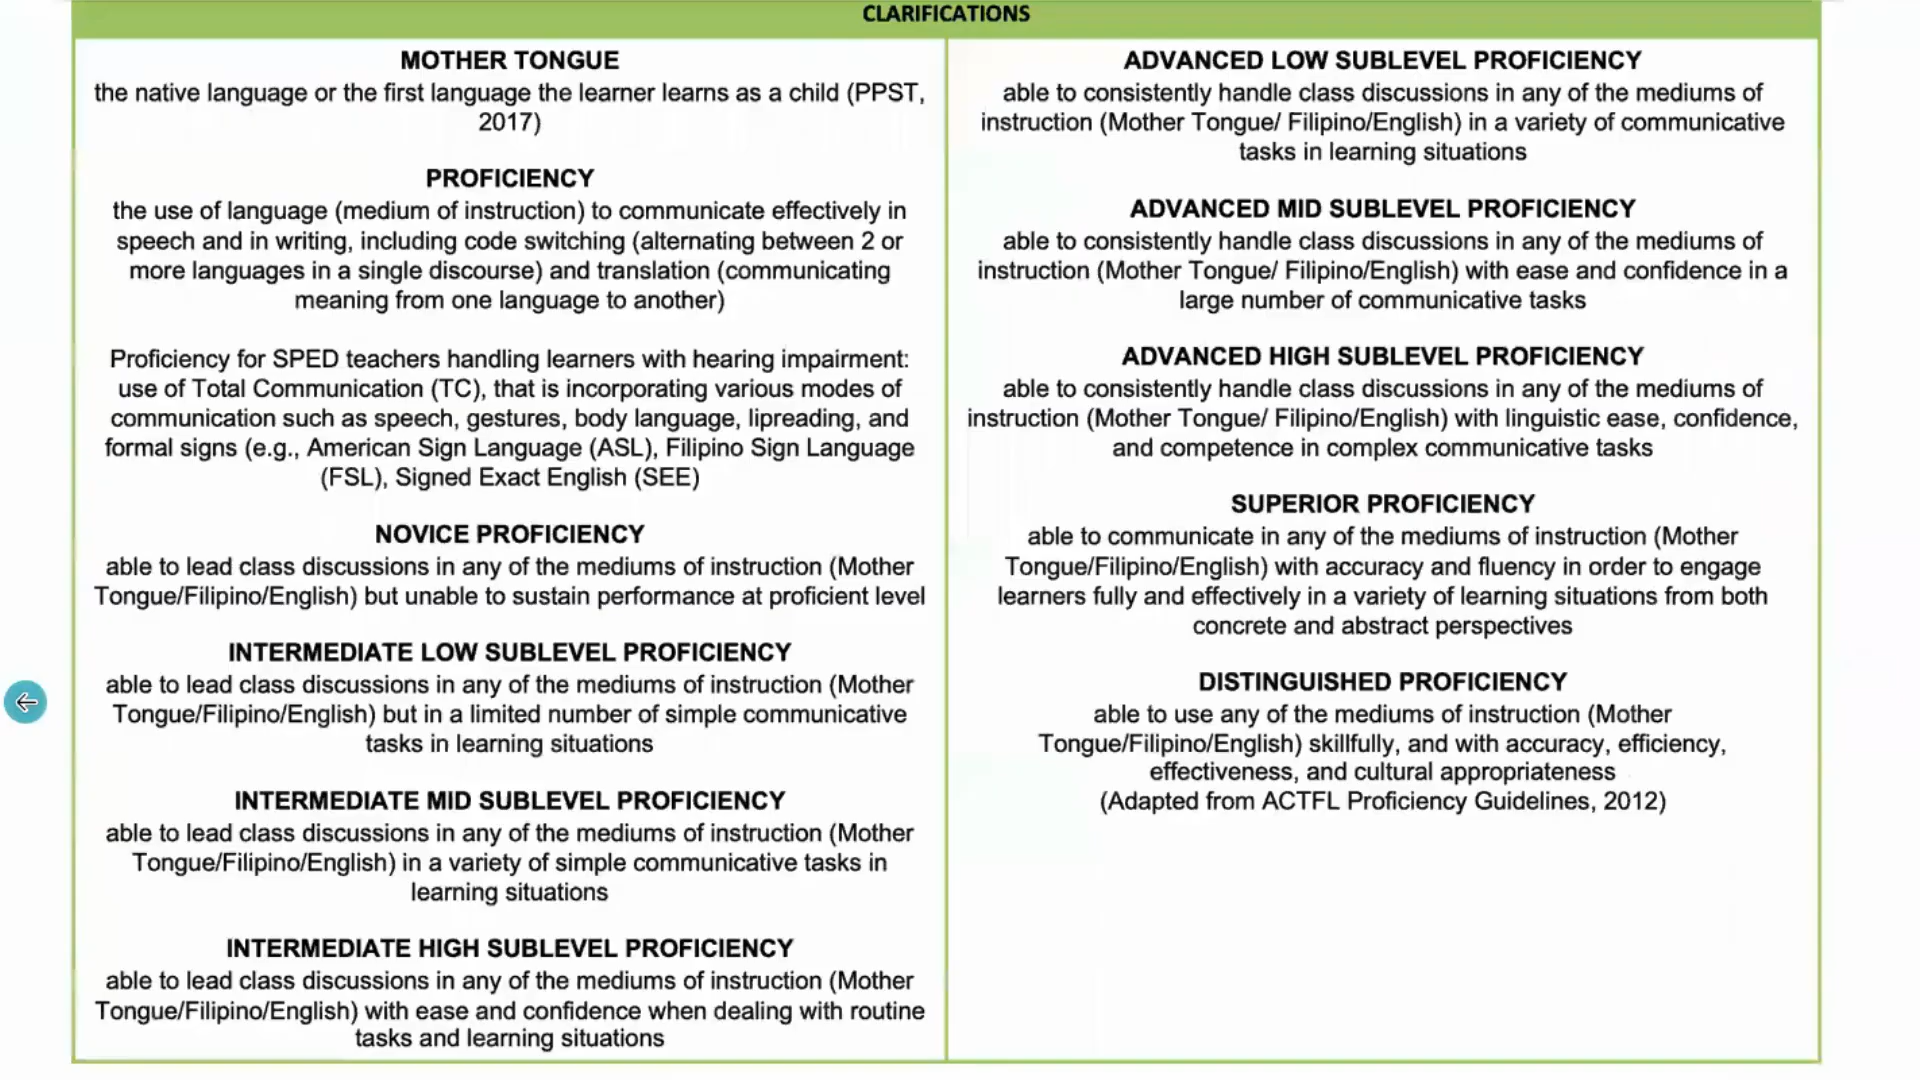 CLARIFICATIONS
MOTHER TONGUE
the native language or the first language the learner learns as a child (PPST,
2017)
PROFICIENCY
the use of language (medium of instruction) to communicate effectively in
speech and in writing, including code switching (alternating between 2 or
more languages in a single discourse) and translation (communicating
meaning from one language to another)
Proficiency for SPED teachers handling learners with hearing impairment:
use of Total Communication (TC), that is incorporating various modes of
communication such as speech, gestures, body language, lipreading, and
formal signs (e.g., American Sign Language (ASL), Filipino Sign Language
(FSL), Signed Exact English (SEE)
NOVICE PROFICIENCY
able to lead class discussions in any of the mediums of instruction (Mother
Tongue/Filipino/English) but unable to sustain performance at proficient level
INTERMEDIATE LOW SUBLEVEL PROFICIENCY
able to lead class discussions in any of the mediums of instruction (Mother
Tongue/Filipino/English) but in a limited number of simple communicative
tasks in learning situations
INTERMEDIATE MID SUBLEVEL PROFICIENCY
able to lead class discussions in any of the mediums of instruction (Mother
Tongue/Filipino/English) in a variety of simple communicative tasks in
learning situations
INTERMEDIATE HIGH SUBLEVEL PROFICIENCY
able to lead class discussions in any of the mediums of instruction (Mother
Tongue/Filipino/English) with ease and confidence when dealing with routine
tasks and learning situations
ADVANCED LOW SUBLEVEL PROFICIENCY
able to consistently handle class discussions in any of the mediums of
instruction (Mother Tongue/ Filipino/English) in a variety of communicative
tasks in learning situations
ADVANCED MID SUBLEVEL PROFICIENCY
able to consistently handle class discussions in any of the mediums of
instruction (Mother Tongue/ Filipino/English) with ease and confidence in a
large number of communicative tasks
ADVANCED HIGH SUBLEVEL PROFICIENCY
able to consistently handle class discussions in any of the mediums of
instruction (Mother Tongue/ Filipino/English) with linguistic ease, confidence,
and competence in complex communicative tasks
SUPERIOR PROFICIENCY
able to communicate in any of the mediums of instruction (Mother
Tongue/Filipino/English) with accuracy and fluency in order to engage
learners fully and effectively in a variety of learning situations from both
concrete and abstract perspectives
DISTINGUISHED PROFICIENCY
able to use any of the mediums of instruction (Mother
Tongue/Filipino/English) skillfully, and with accuracy, efficiency,
effectiveness, and cultural appropriateness
(Adapted from ACTFL Proficiency Guidelines, 2012)